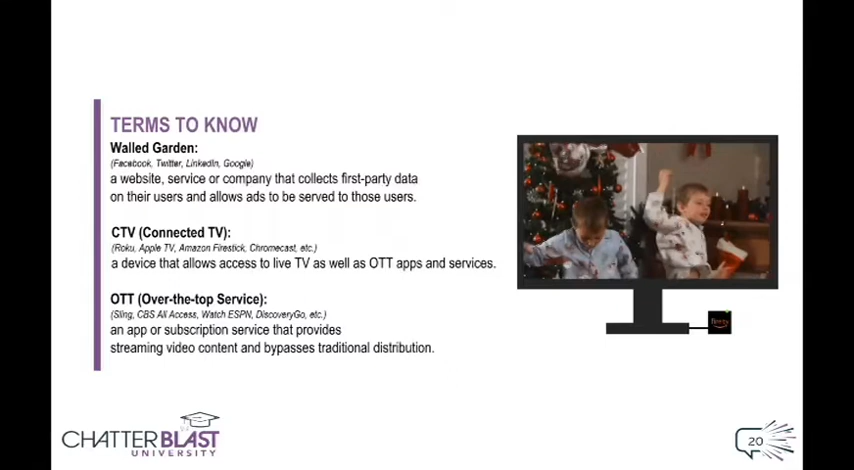 TERMS TO KNOW
Walled Garden:
(Facebook, Twitter, LinkedIn, Google)
a website, service or company that collects first-party data
on their users and allows ads to be served to those users.
CTV (Connected TV):
(Roku, Apple TV, Amazon Firestick, Chromecast, etc.)
a device that allows access to live TV as well as OTT apps and services.
OTT (Over-the-top Service):
(Sling, CBS All Access, Watch ESPN, DiscoveryGo, etc.)
an app or subscription service that provides
streaming video content and bypasses traditional distribution.
CHATTERBLAST
UNIVERSITY
20